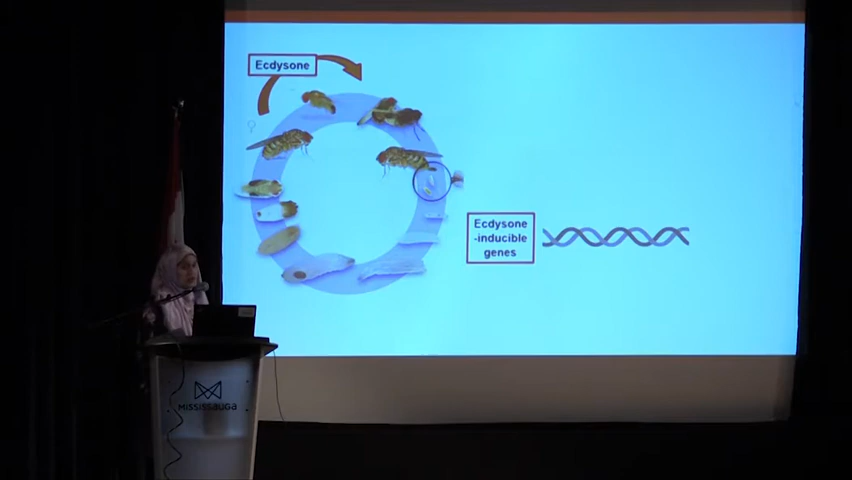 Ecdysone
♀
Ecdysone
-inducible
genes
MISSISSAUGA